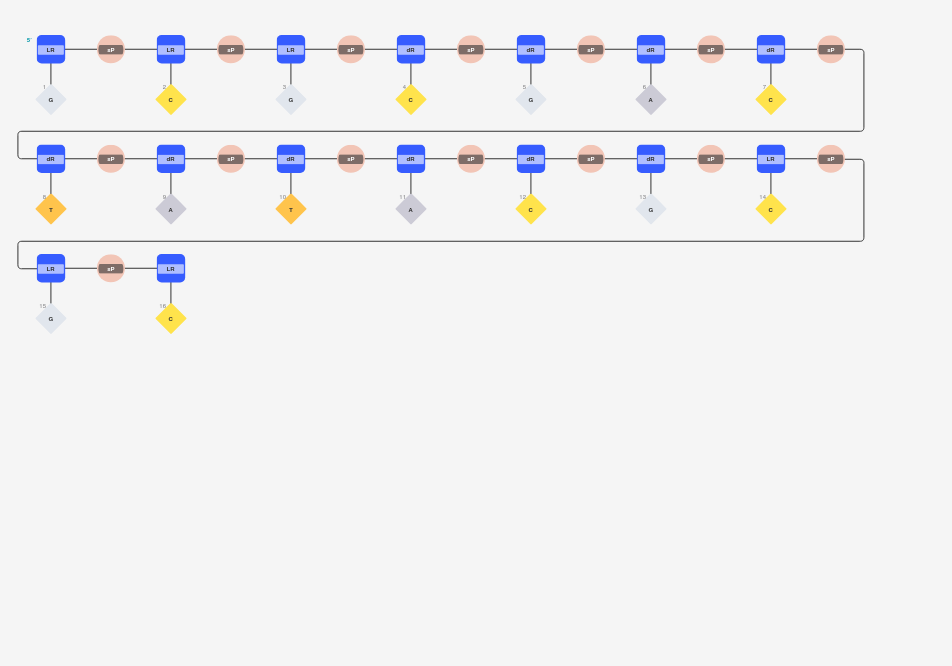 5' LR sP LR sP LR sP dR sP dR sP dR sP dR sP
1 2 3 4 5 6 7
G C G C G A C
dR sP dR sP dR sP dR sP dR sP dR sP LR sP
8 9 10 11 12 13 14
T A T A C G C
LR sP LR
15 16
G C